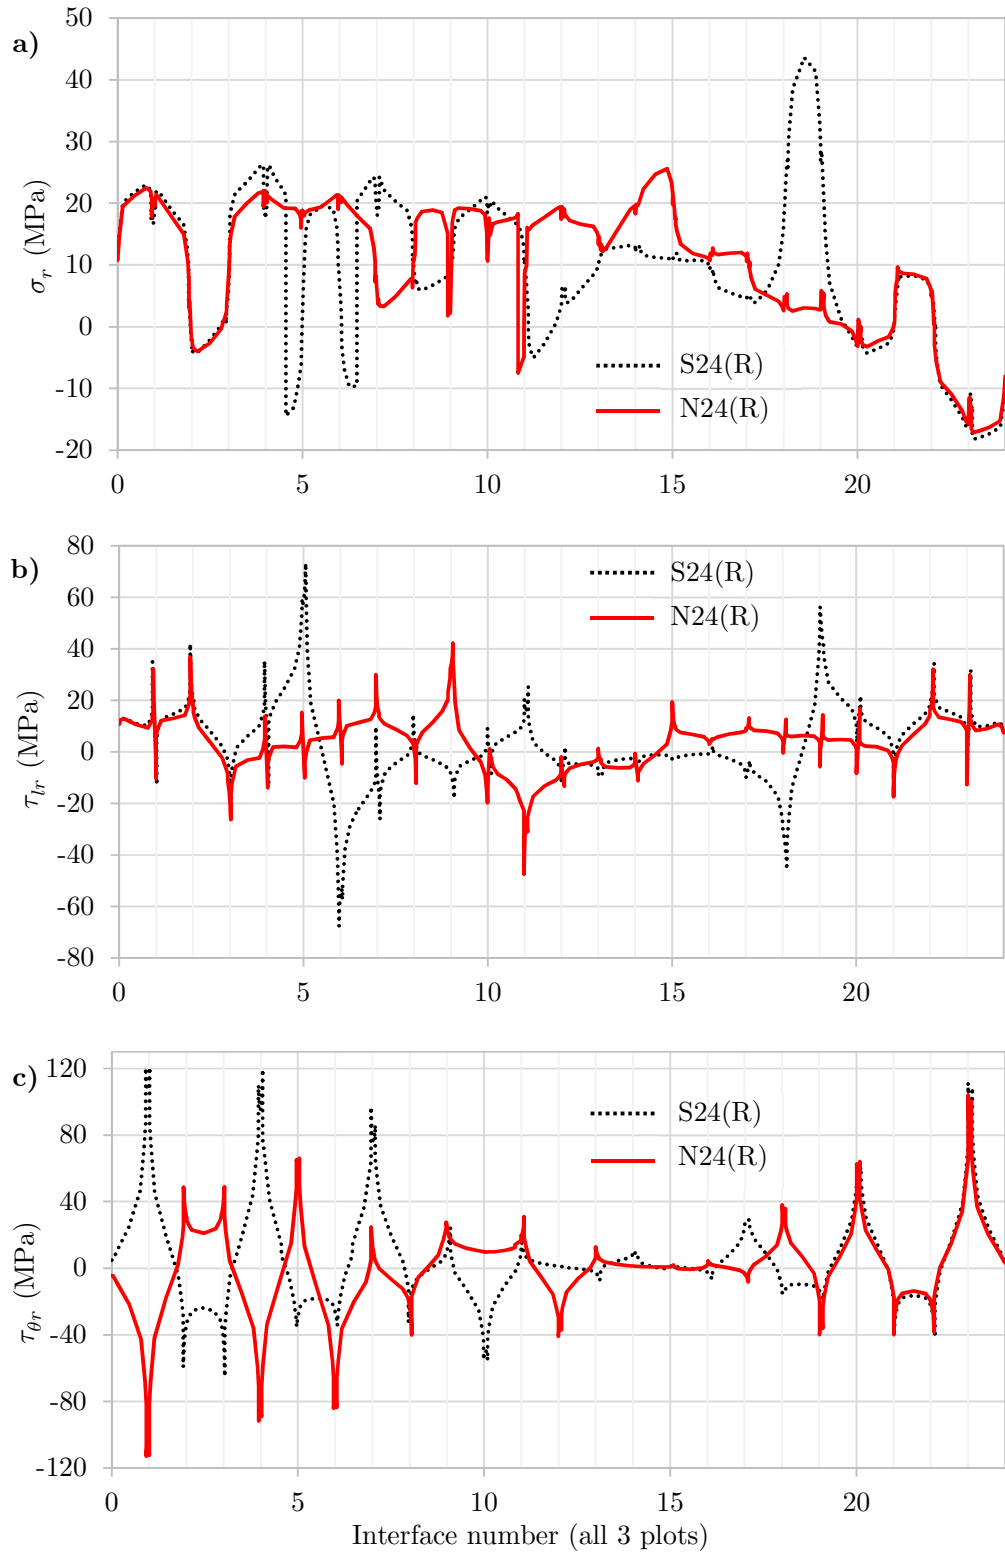 a)
50
40
30
20
10
0
-10
-20
σr (MPa)
S24(R)
N24(R)
0 5 10 15 20
b)
80
60
40
20
0
-20
-40
-60
-80
τlr (MPa)
S24(R)
N24(R)
0 5 10 15 20
c)
120
80
40
0
-40
-80
-120
τθr (MPa)
S24(R)
N24(R)
0 5 10 15 20
Interface number (all 3 plots)